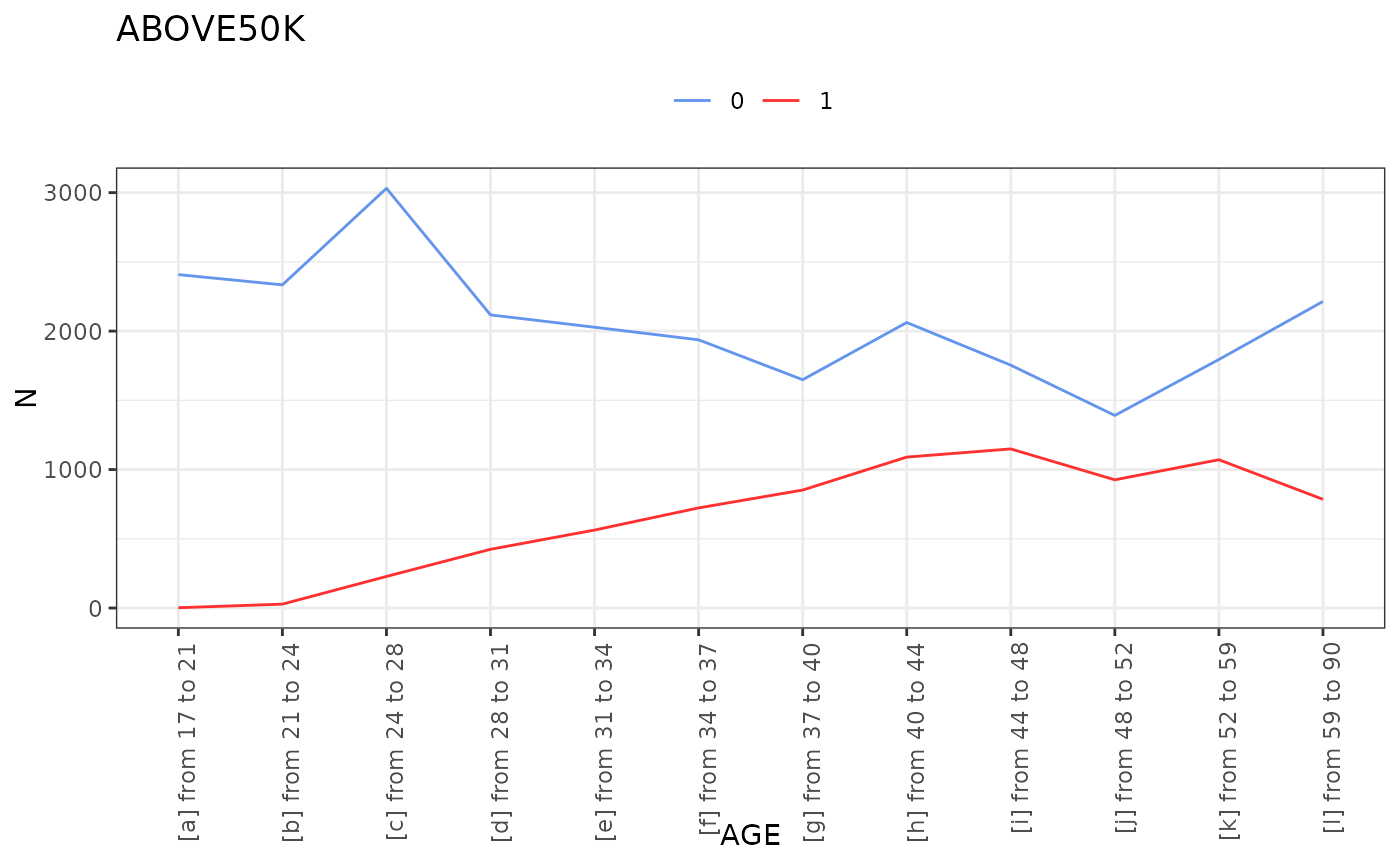 ABOVE50K
0 1
3000
2000
1000
0
N
[a] from 17 to 21
[b] from 21 to 24
[c] from 24 to 28
[d] from 28 to 31
[e] from 31 to 34
[f] from 34 to 37
[g] from 37 to 40
[h] from 40 to 44
[i] from 44 to 48
[j] from 48 to 52
[k] from 52 to 59
[l] from 59 to 90
AGE